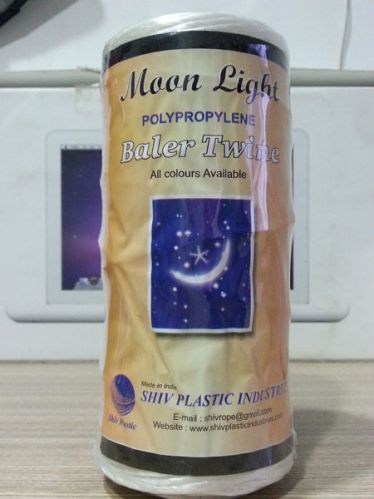 Moon Light
POLYPROPYLENE
Baler Twine
All colours Available
Made in India
SHIV PLASTIC INDUSTRIES
Shiv Plastic
E-mail : shivrope@gmail.com
Website : www.shivplasticindustries.com